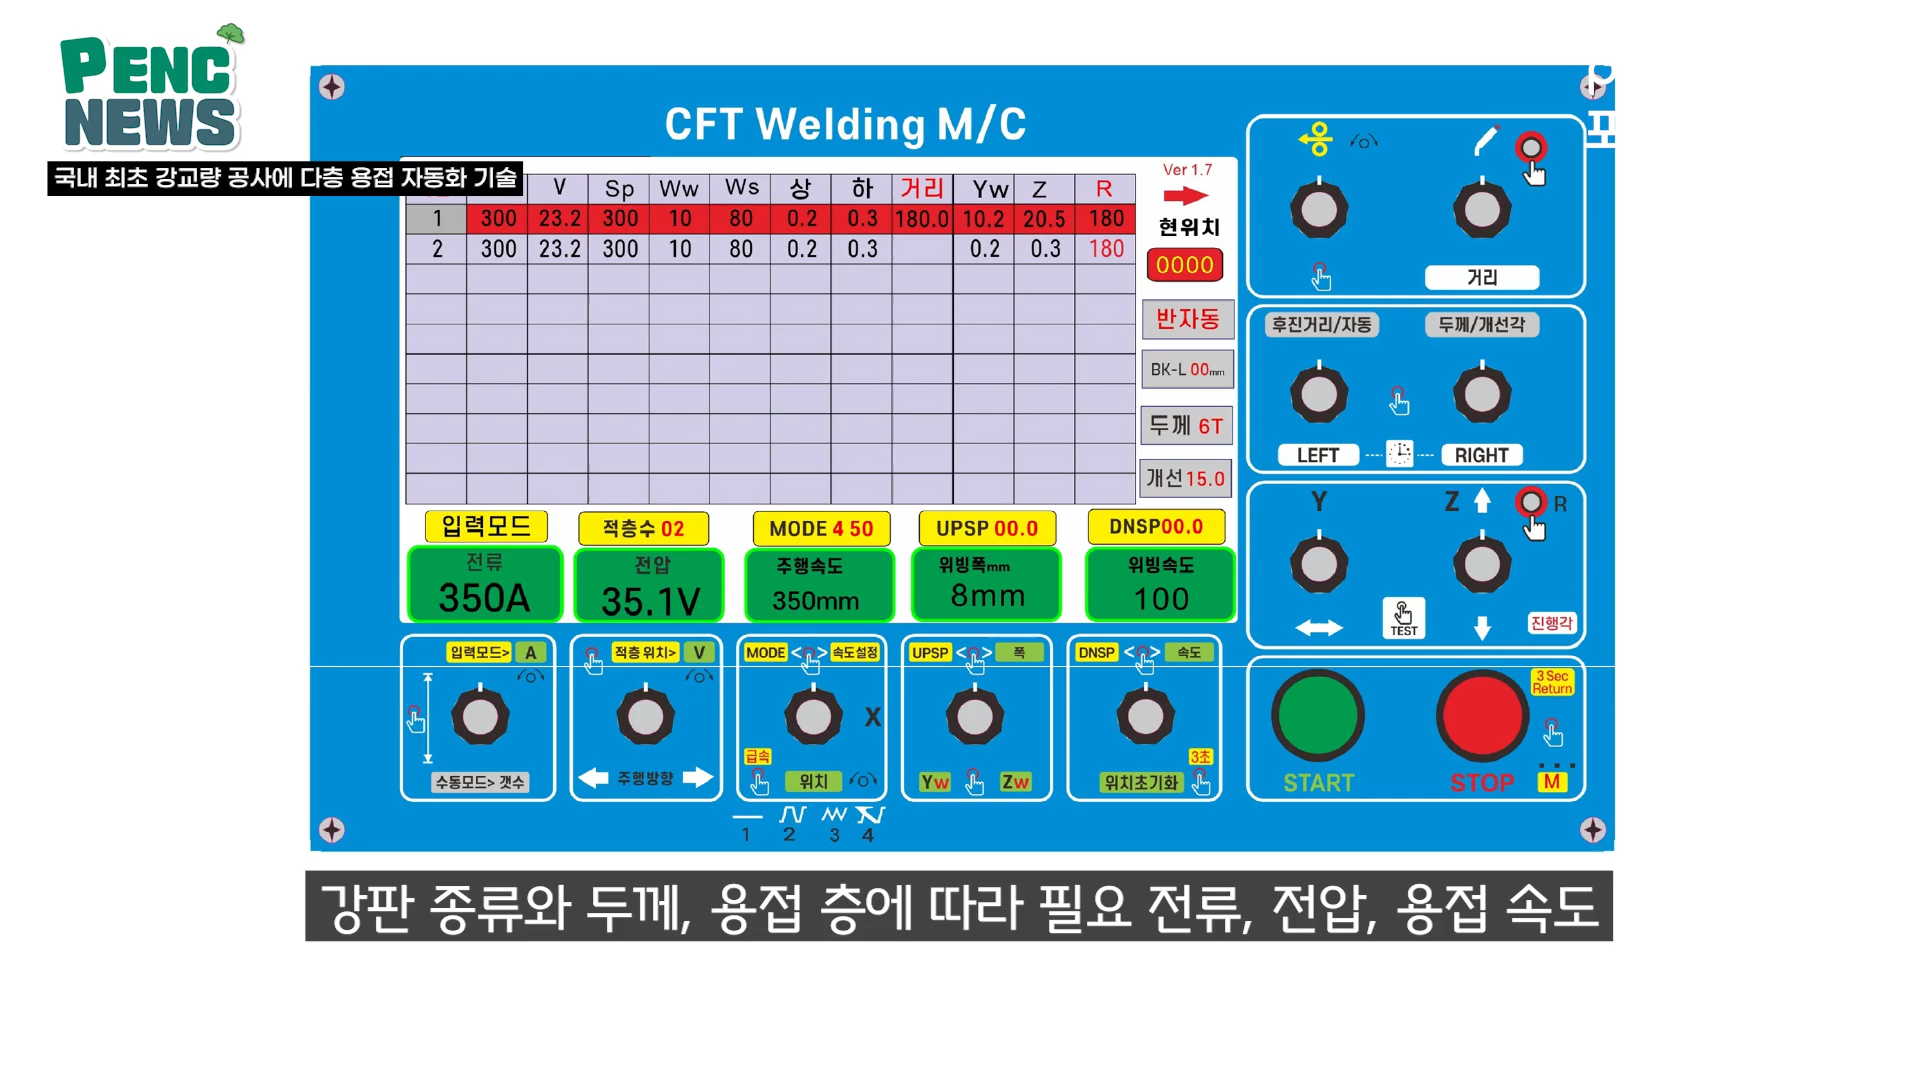 PENC
NEWS
국내 최초 강교량 공사에 다층 용접 자동화 기술
CFT Welding M/C
V Sp Ww Ws 상 하 거리 Yw Z R
1 300 23.2 300 10 80 0.2 0.3 180.0 10.2 20.5 180
2 300 23.2 300 10 80 0.2 0.3 0.2 0.3 180
Ver 1.7
현위치
0000
반자동
BK-L 00mm
두께 6T
개선 15.0
입력모드 적층수 02 MODE 4 50 UPSP 00.0 DNSP00.0
전류 전압 주행속도 위빙폭mm 위빙속도
350A 35.1V 350mm 8mm 100
거리
후진거리/자동 두께/개선각
LEFT RIGHT
Y Z R
TEST 진행각
입력모드> A 적층 위치> V MODE < > 속도설정 UPSP < > 폭 DNSP < > 속도
X
급속 3초
수동모드> 갯수 주행방향 위치 Yw Zw 위치초기화
1 2 3 4
3 Sec
Return
START STOP M
강판 종류와 두께, 용접 층에 따라 필요 전류, 전압, 용접 속도